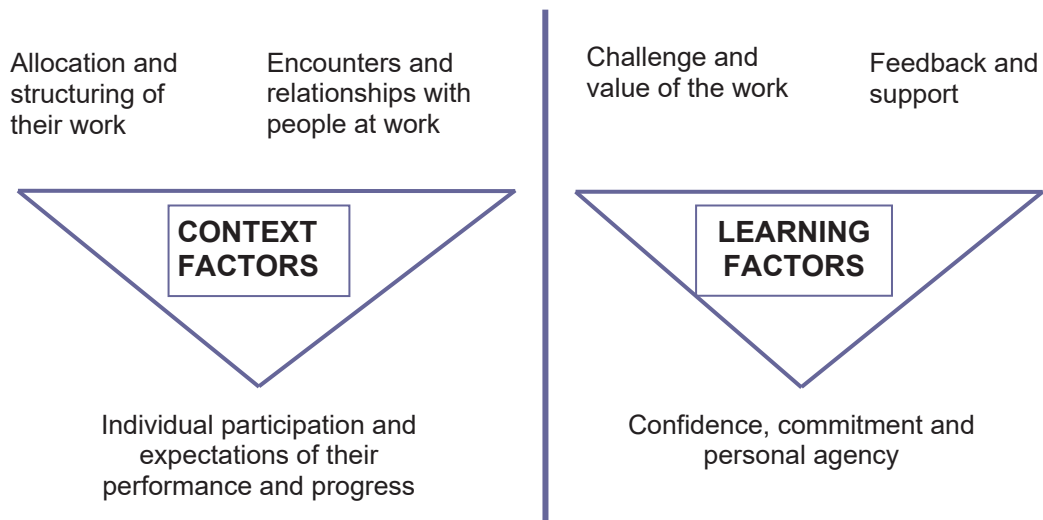 Allocation and
structuring of
their work
Encounters and
relationships with
people at work
CONTEXT
FACTORS
Individual participation and
expectations of their
performance and progress
Challenge and
value of the work
Feedback and
support
LEARNING
FACTORS
Confidence, commitment and
personal agency